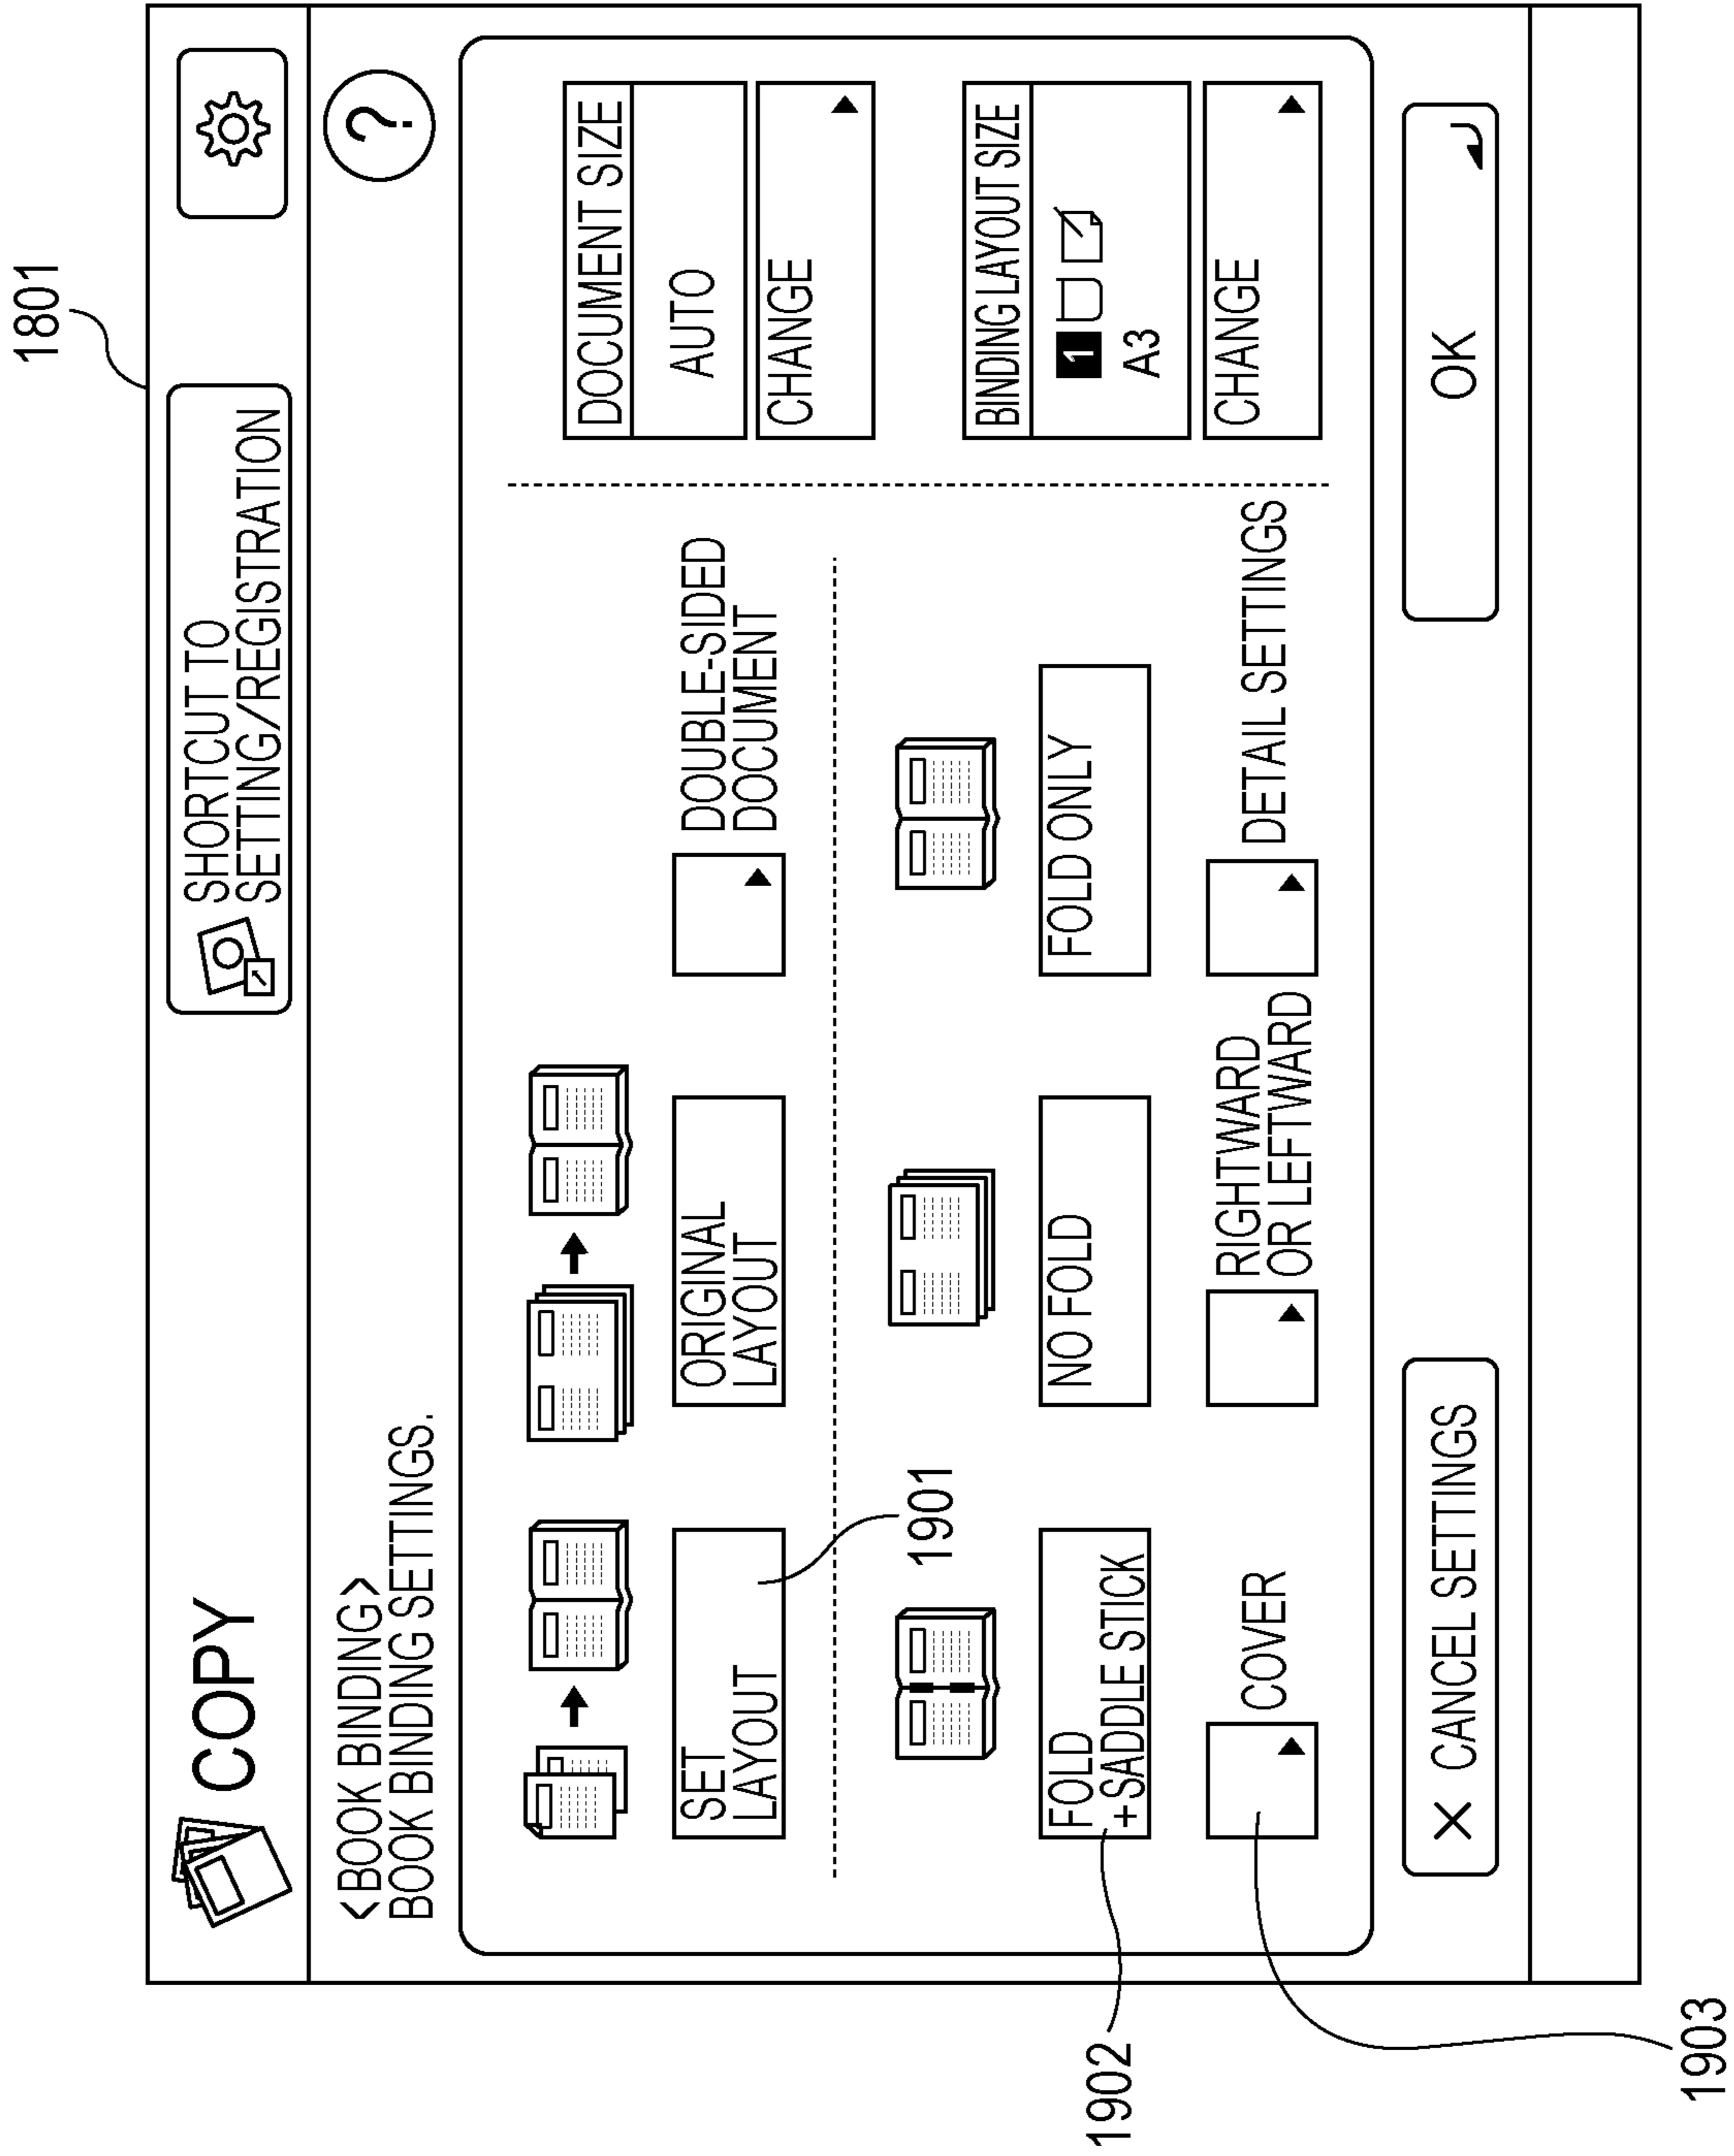 1801
COPY
SHORTCUT TO
SETTING/REGISTRATION
<BOOK BINDING>
BOOK BINDING SETTINGS.
?
SET
LAYOUT
ORIGINAL
LAYOUT
DOUBLE-SIDED
DOCUMENT
DOCUMENT SIZE
AUTO
CHANGE
1901
FOLD
+SADDLE STICK
NO FOLD
FOLD ONLY
BINDING LAYOUT SIZE
1
A3
CHANGE
COVER
RIGHTWARD
OR LEFTWARD
DETAIL SETTINGS
CANCEL SETTINGS
OK
1902
1903